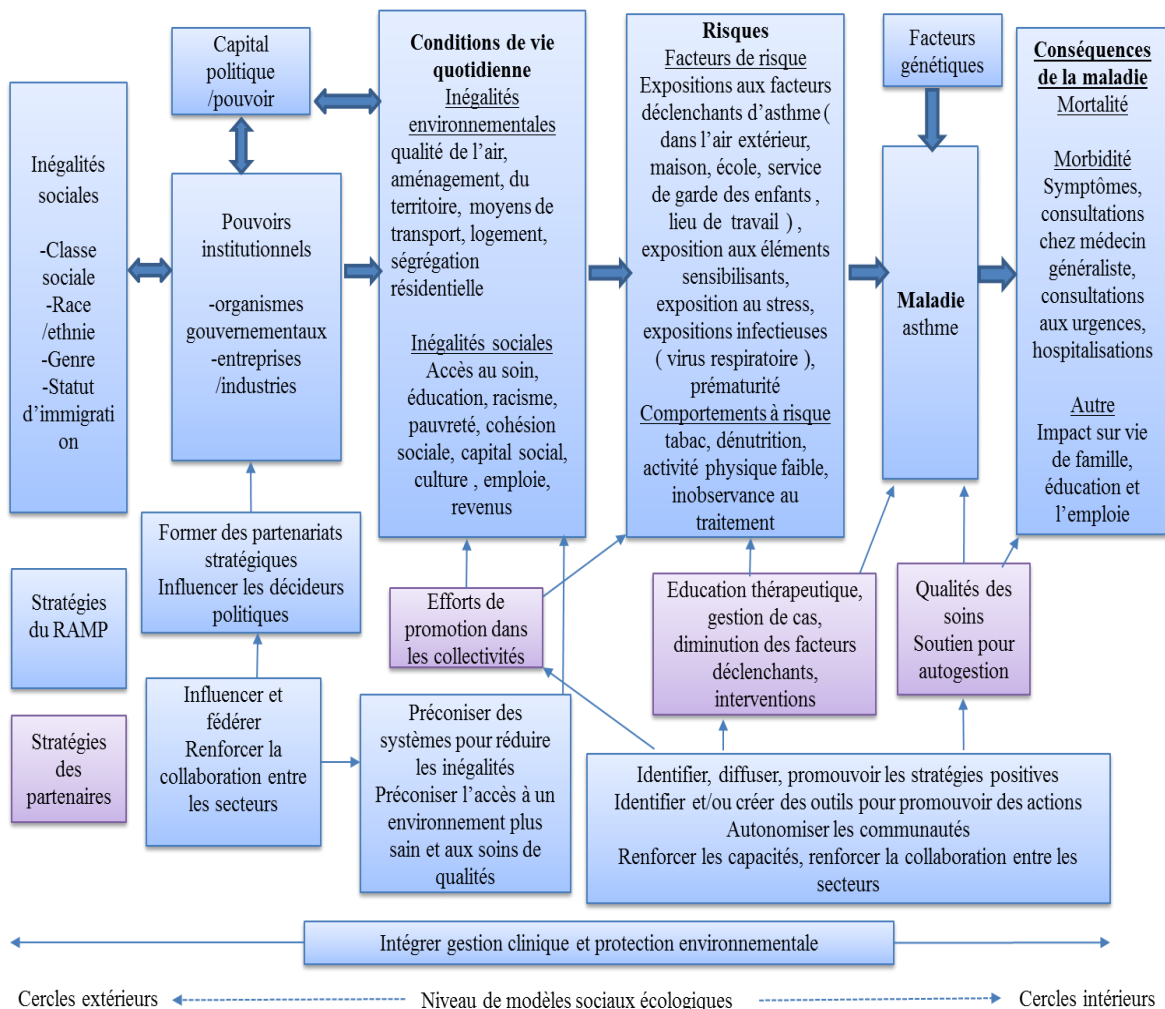 Inégalités
sociales
-Classe
sociale
-Race
/ethnie
-Genre
-Statut
d’immigrati
on
Capital
politique
/pouvoir
Pouvoirs
institutionnels
-organismes
gouvernementaux
-entreprises
/industries
Conditions de vie
quotidienne
Inégalités
environnementales
qualité de l’air,
aménagement, du
territoire, moyens de
transport, logement,
ségrégation
résidentielle
Inégalités sociales
Accès au soin,
éducation, racisme,
pauvreté, cohésion
sociale, capital social,
culture , emploie,
revenus
Risques
Facteurs de risque
Expositions aux facteurs
déclenchants d’asthme (
dans l’air extérieur,
maison, école, service
de garde des enfants ,
lieu de travail ) ,
exposition aux éléments
sensibilisants,
exposition au stress,
expositions infectieuses
( virus respiratoire ),
prématurité
Comportements à risque
tabac, dénutrition,
activité physique faible,
inobservance au
traitement
Facteurs
génétiques
Maladie
asthme
Conséquences
de la maladie
Mortalité
Morbidité
Symptômes,
consultations
chez médecin
généraliste,
consultations
aux urgences,
hospitalisations
Autre
Impact sur vie
de famille,
éducation et
l’emploie
Stratégies
du RAMP
Stratégies
des
partenaires
Former des partenariats
stratégiques
Influencer les décideurs
politiques
Influencer et
fédérer
Renforcer la
collaboration entre
les secteurs
Efforts de
promotion dans
les collectivités
Préconiser des
systèmes pour réduire
les inégalités
Préconiser l’accès à un
environnement plus
sain et aux soins de
qualités
Education thérapeutique,
gestion de cas,
diminution des facteurs
déclenchants,
interventions
Qualités des
soins
Soutien pour
autogestion
Identifier, diffuser, promouvoir les stratégies positives
Identifier et/ou créer des outils pour promouvoir des actions
Autonomiser les communautés
Renforcer les capacités, renforcer la collaboration entre les
secteurs
Intégrer gestion clinique et protection environnementale
Cercles extérieurs
Niveau de modèles sociaux écologiques
Cercles intérieurs